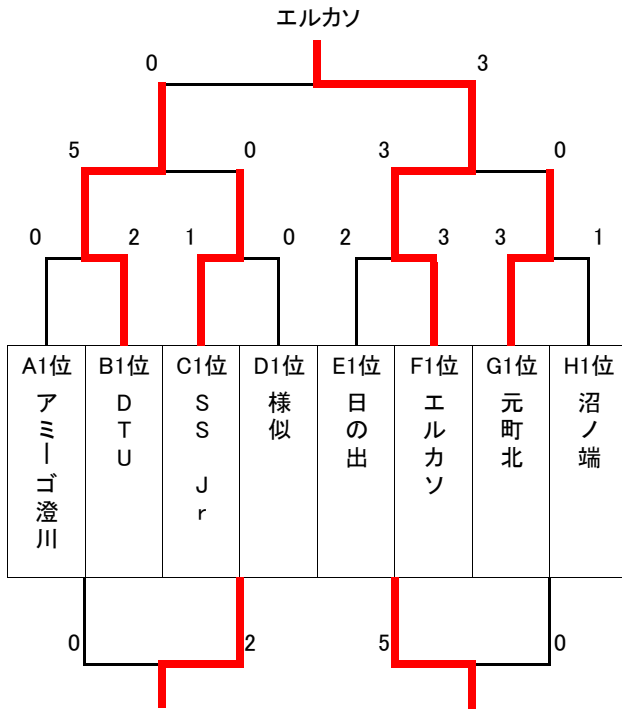 エルカソ
0 3
5 0 3 0
0 2 1 0 2 3 3 1
A1位 B1位 C1位 D1位 E1位 F1位 G1位 H1位
アミーゴ澄川
DTU
SS Jr
様似
日の出
エルカソ
元町北
沼ノ端
0 2 5 0